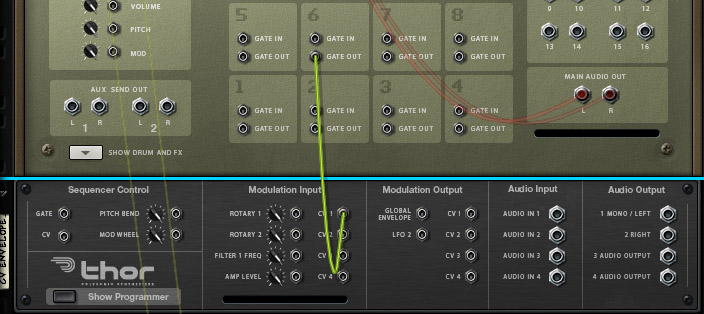 VOLUME
PITCH
MOD
5 GATE IN GATE OUT
6 GATE IN GATE OUT
7 GATE IN GATE OUT
8 GATE IN GATE OUT
1 GATE IN GATE OUT
2 GATE IN GATE OUT
3 GATE IN GATE OUT
4 GATE IN GATE OUT
9 10 11 12
13 14 15 16
AUX SEND OUT
L R L R
1 2
MAIN AUDIO OUT
L R
SHOW DRUM AND FX
Sequencer Control
GATE
PITCH BEND
CV
MOD WHEEL
thor
POLYSONIC SYNTHESIZER
Show Programmer
Modulation Input
ROTARY 1 CV 1
ROTARY 2 CV 2
FILTER 1 FREQ CV 3
AMP LEVEL CV 4
Modulation Output
GLOBAL
ENVELOPE CV 1
LFO 2 CV 2
CV 3
CV 4
Audio Input
AUDIO IN 1
AUDIO IN 2
AUDIO IN 3
AUDIO IN 4
Audio Output
1 MONO / LEFT
2 RIGHT
3 AUDIO OUTPUT
4 AUDIO OUTPUT
CV ENVELOPE